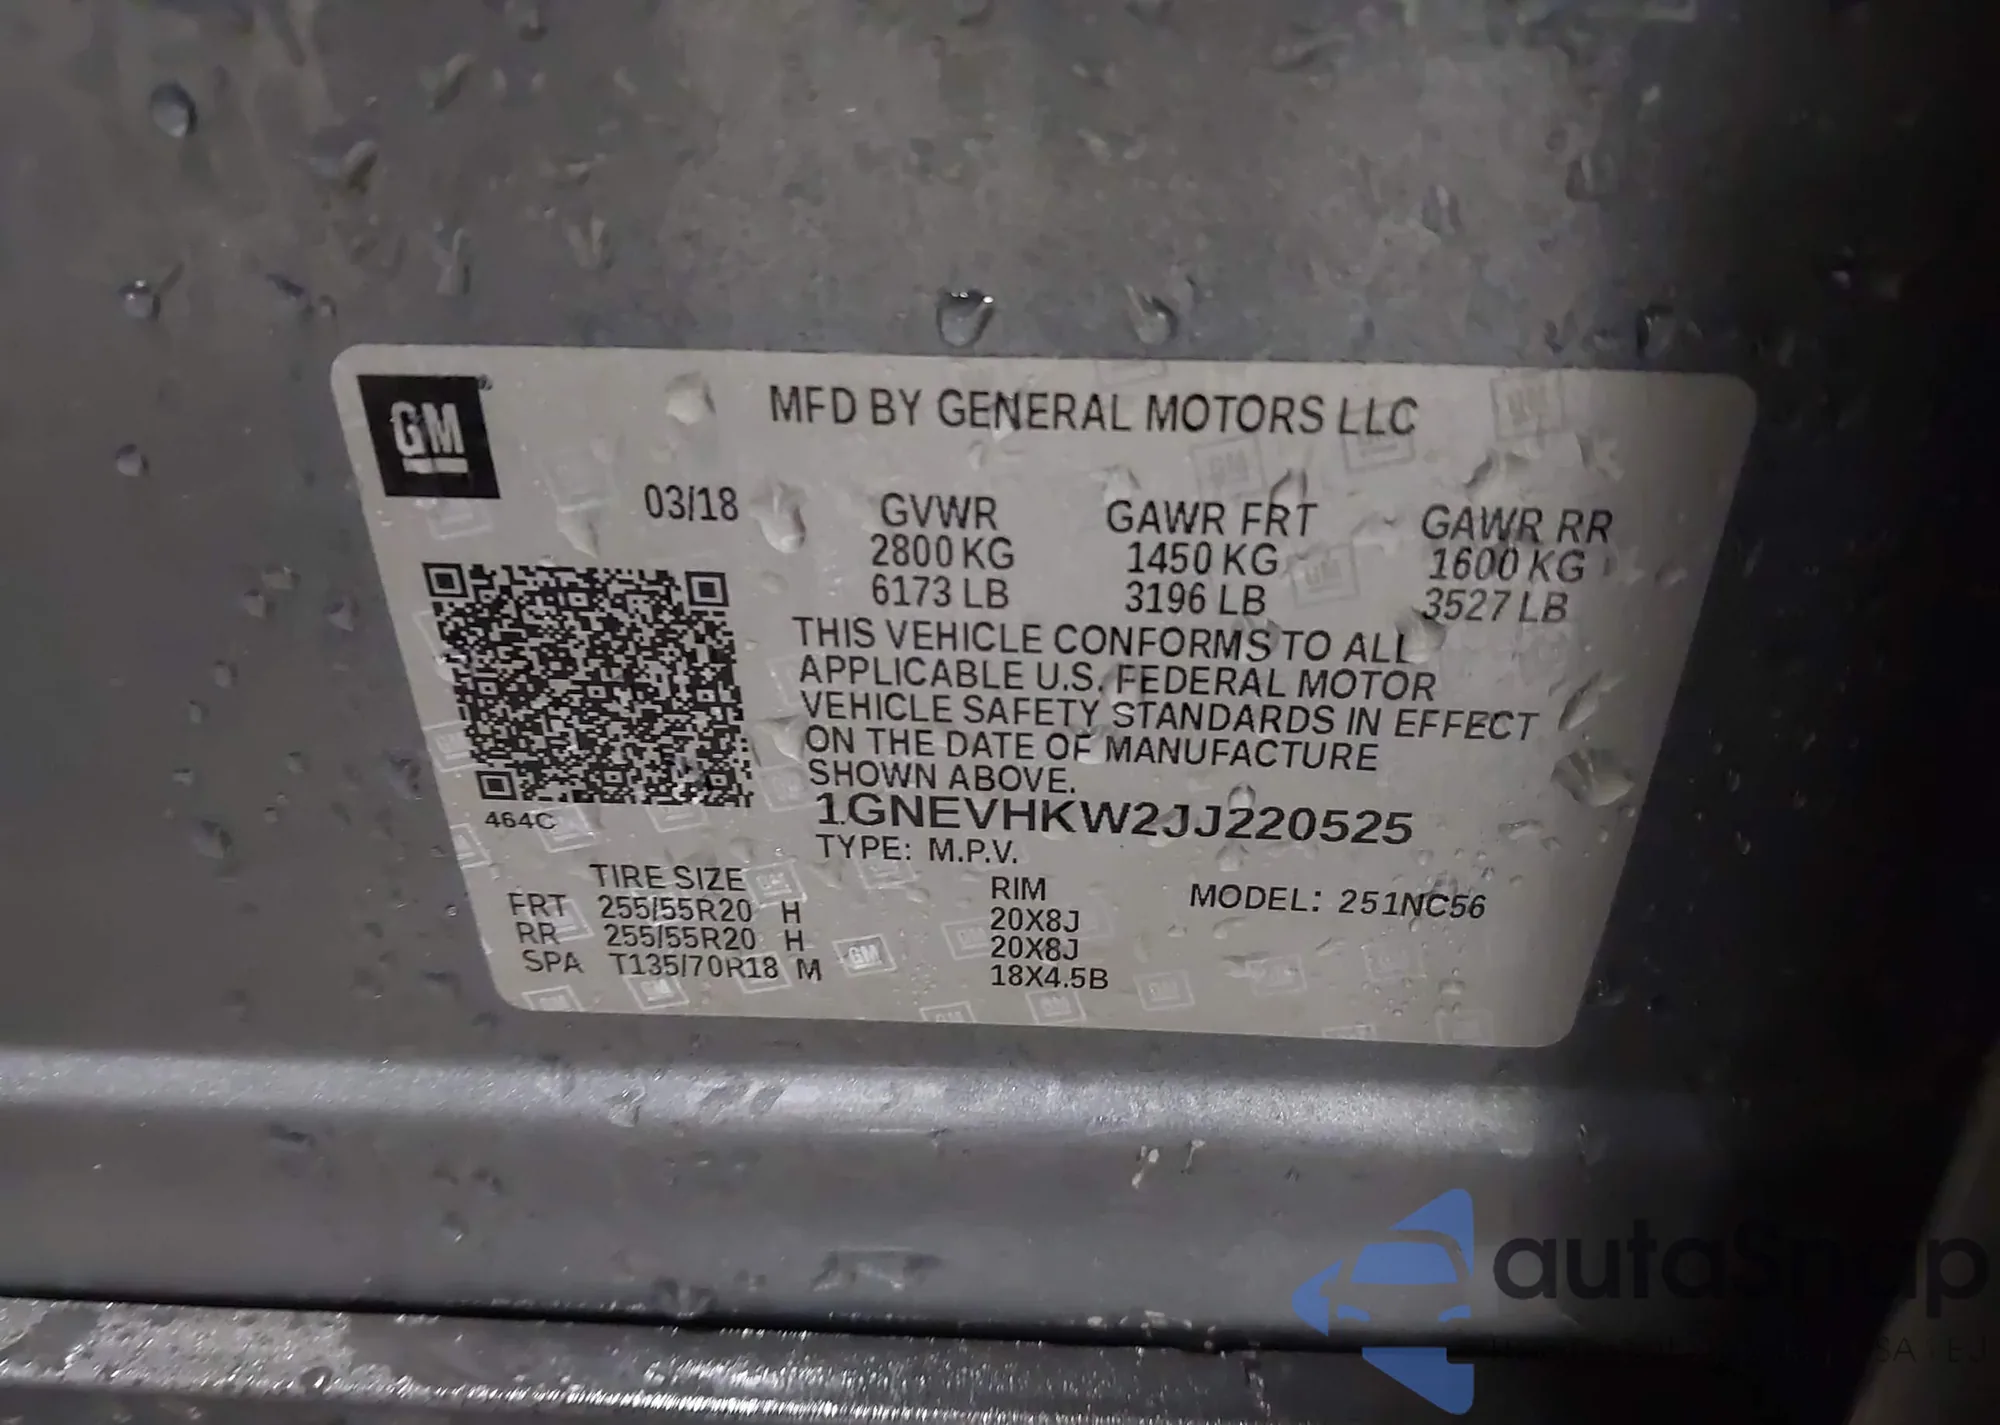 GM
MFD BY GENERAL MOTORS LLC
03/18
GVWR GAWR FRT GAWR RR
2800 KG 1450 KG 1600 KG
6173 LB 3196 LB 3527 LB
THIS VEHICLE CONFORMS TO ALL
APPLICABLE U.S. FEDERAL MOTOR
VEHICLE SAFETY STANDARDS IN EFFECT
ON THE DATE OF MANUFACTURE
SHOWN ABOVE.
464C
1GNEVHKW2JJ220525
TYPE: M.P.V.
TIRE SIZE RIM MODEL: 251NC56
FRT 255/55R20 H 20X8J
RR 255/55R20 H 20X8J
SPA T135/70R18 M 18X4.5B
autoSnap